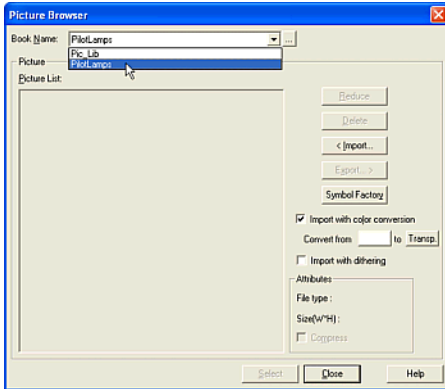 Picture Browser
Book Name: PilotLamps ...
Pic_Lib
PilotLamps
Picture
Picture List:
Reduce
Delete
< Import...
Export... >
Symbol Factory
Import with color conversion
Convert from to Transp.
Import with dithering
Attributes
File type :
Size(W*H) :
Compress
Select Close Help